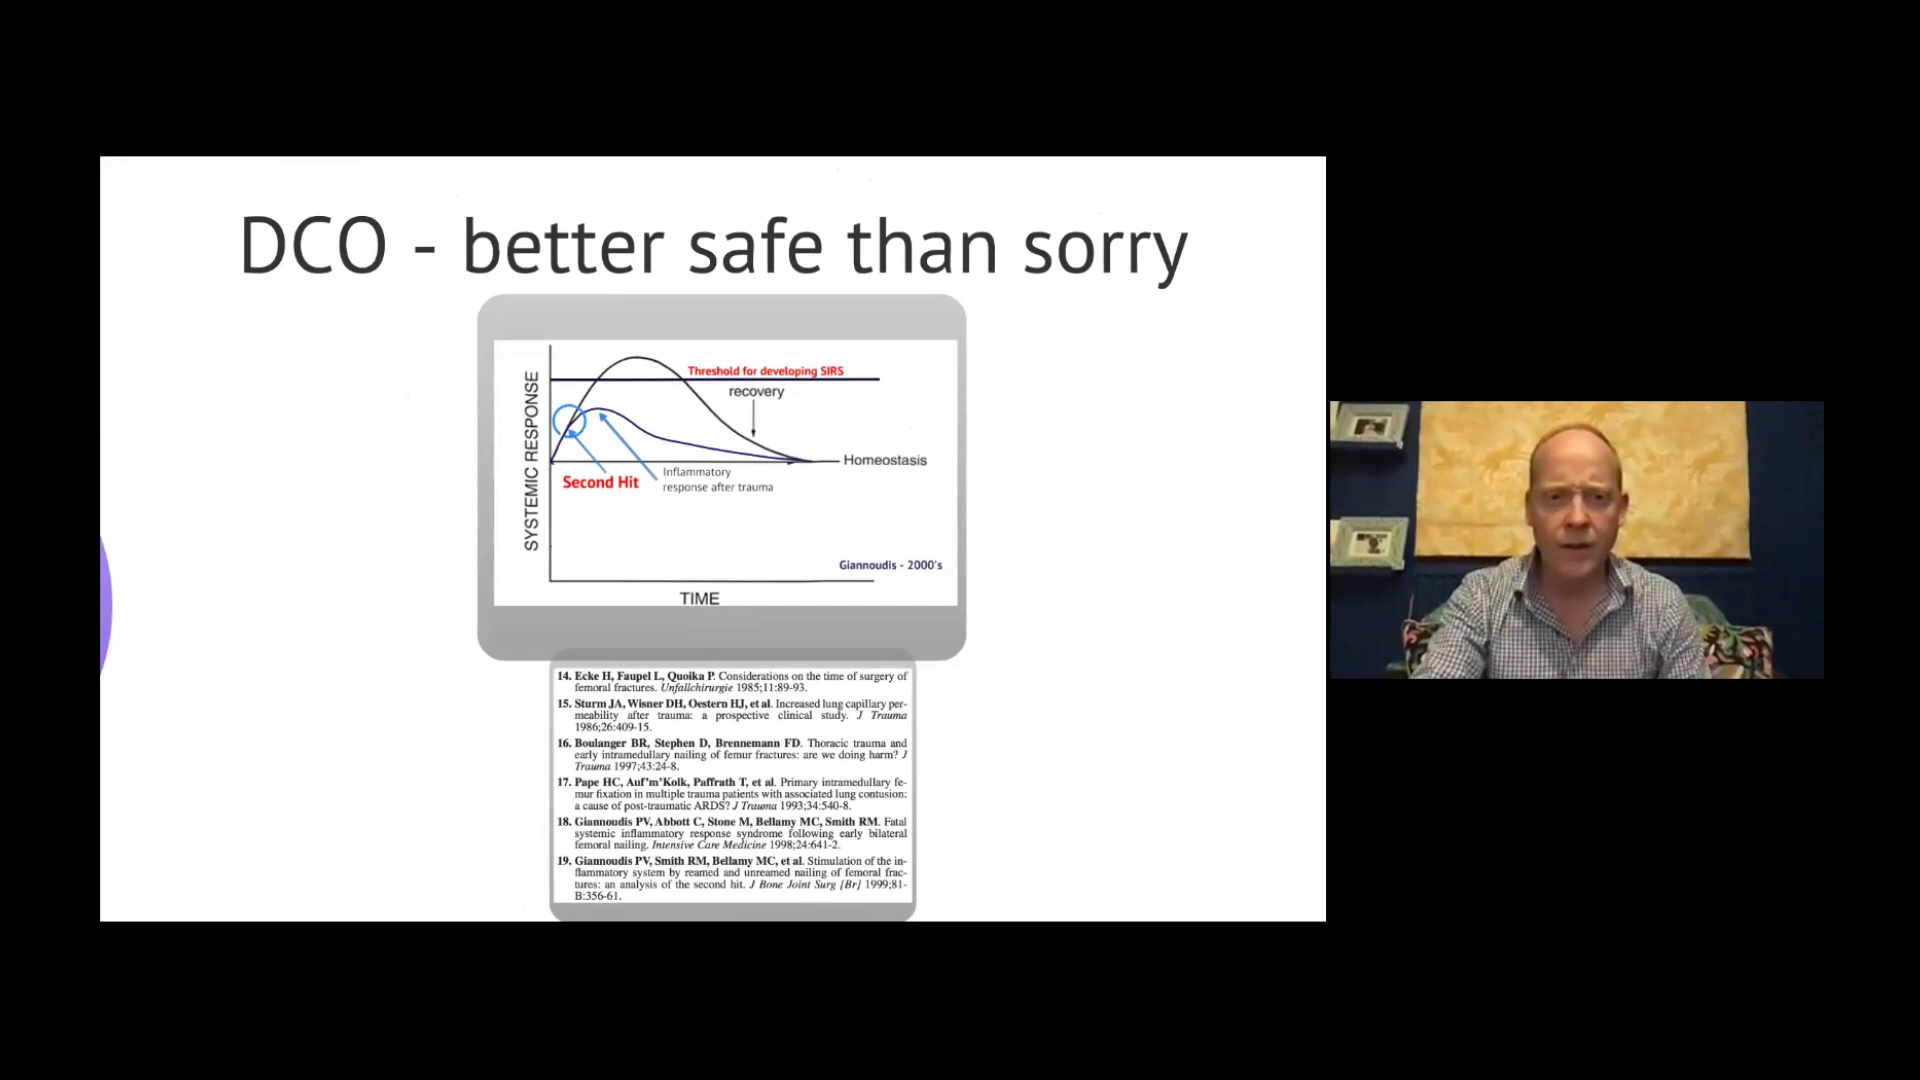 DCO - better safe than sorry
SYSTEMIC RESPONSE
Threshold for developing SIRS
recovery
Homeostasis
Second Hit
Inflammatory
response after trauma
Giannoudis - 2000's
TIME
14. Ecke H, Faupel L, Quoika P. Considerations on the time of surgery of
femoral fractures. Unfallchirurgie 1985;11:89-93.
15. Sturm JA, Wisner DH, Oestern HJ, et al. Increased lung capillary per-
meability after trauma: a prospective clinical study. J Trauma
1986;26:409-15.
16. Boulanger BR, Stephen D, Brennemann FD. Thoracic trauma and
early intramedullary nailing of femur fractures: are we doing harm? J
Trauma 1997;43:24-8.
17. Pape HC, Auf'm'Kolk, Paffrath T, et al. Primary intramedullary fe-
mur fixation in multiple trauma patients with associated lung contusion:
a cause of post-traumatic ARDS? J Trauma 1993;34:540-8.
18. Giannoudis PV, Abbott C, Stone M, Bellamy MC, Smith RM. Fatal
systemic inflammatory response syndrome following early bilateral
femoral nailing. Intensive Care Medicine 1998;24:641-2.
19. Giannoudis PV, Smith RM, Bellamy MC, et al. Stimulation of the in-
flammatory system by reamed and unreamed nailing of femoral frac-
tures: an analysis of the second hit. J Bone Joint Surg [Br] 1999;81-
B:356-61.